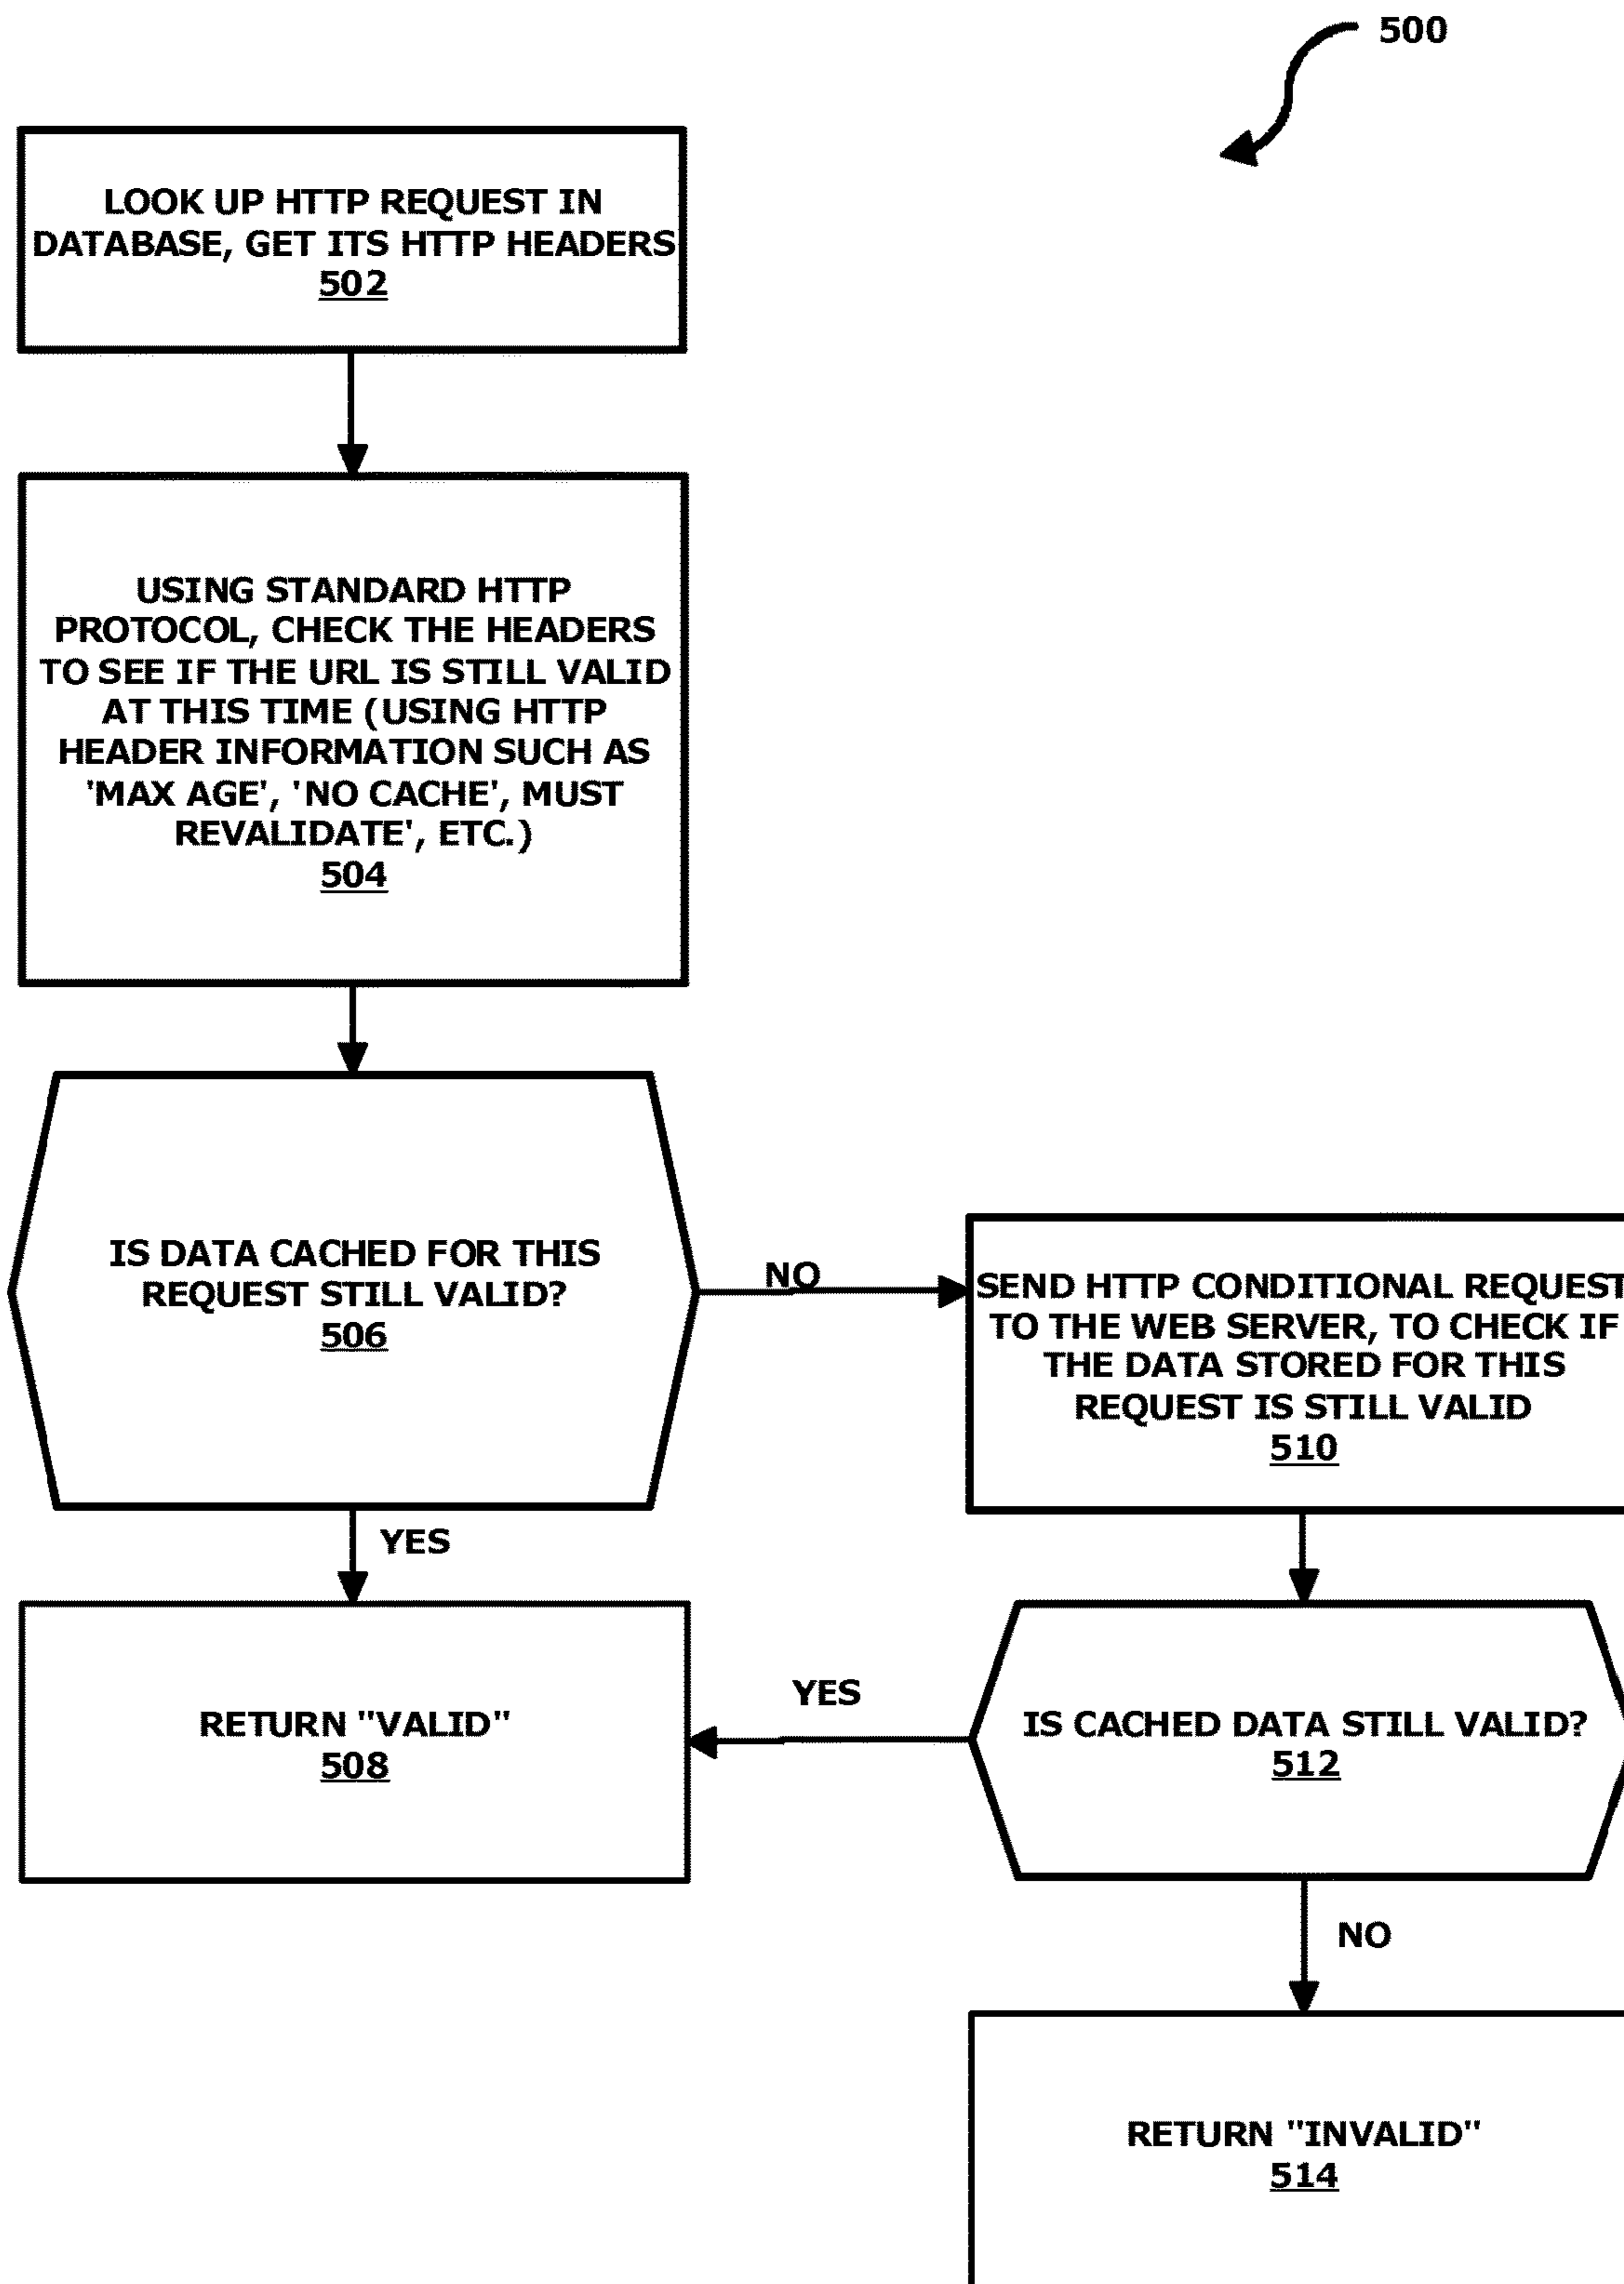 500
LOOK UP HTTP REQUEST IN
DATABASE, GET ITS HTTP HEADERS
502
USING STANDARD HTTP
PROTOCOL, CHECK THE HEADERS
TO SEE IF THE URL IS STILL VALID
AT THIS TIME (USING HTTP
HEADER INFORMATION SUCH AS
'MAX AGE', 'NO CACHE', MUST
REVALIDATE', ETC.)
504
IS DATA CACHED FOR THIS
REQUEST STILL VALID?
506
NO
SEND HTTP CONDITIONAL REQUEST
TO THE WEB SERVER, TO CHECK IF
THE DATA STORED FOR THIS
REQUEST IS STILL VALID
510
YES
RETURN "VALID"
508
YES
IS CACHED DATA STILL VALID?
512
NO
RETURN "INVALID"
514